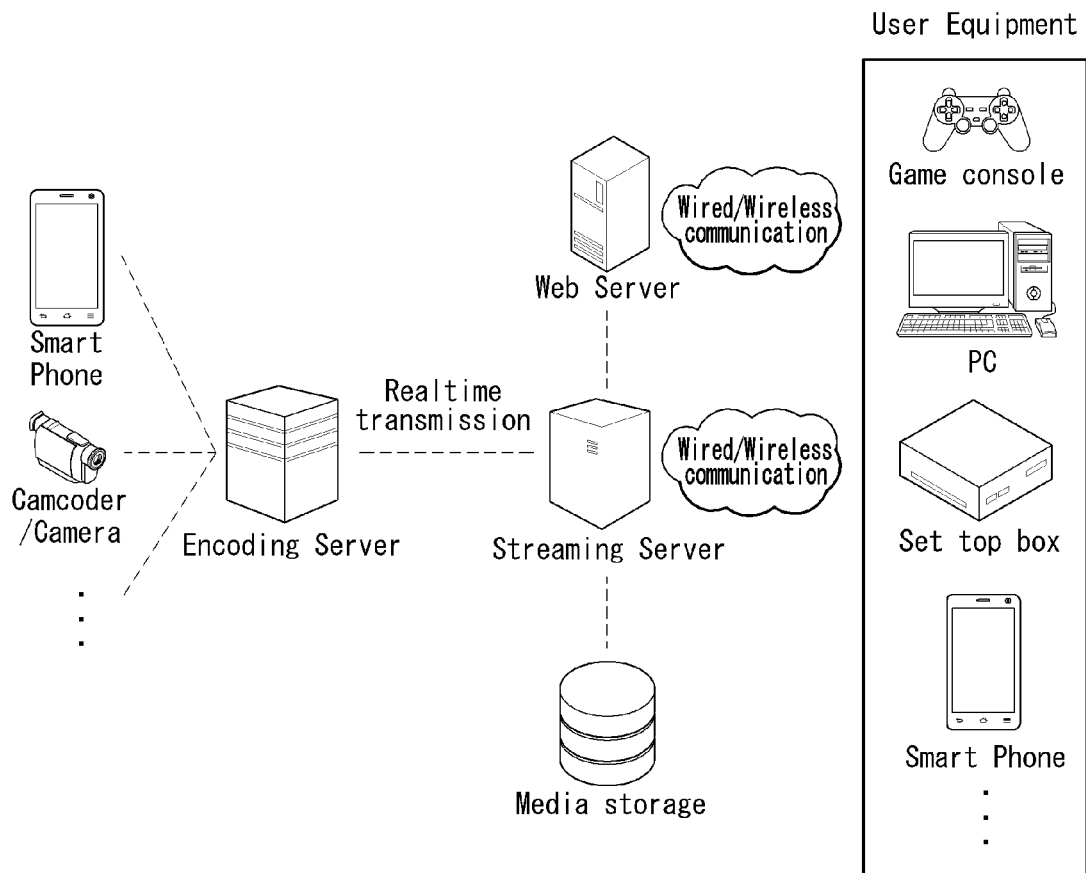 User Equipment
Game console
Wired/Wireless
communication
Web Server
PC
Smart
Phone
Realtime
transmission
Wired/Wireless
communication
Camcoder
/Camera
Encoding Server
Streaming Server
Set top box
Smart Phone
Media storage